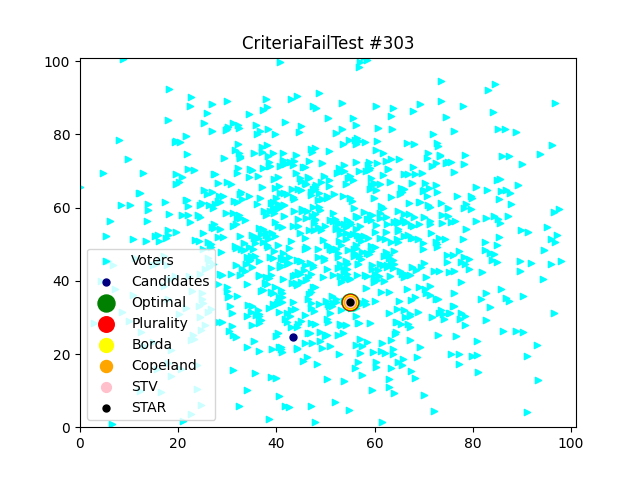 CriteriaFailTest #303
100
80
60
40
20
0
Voters
Candidates
Optimal
Plurality
Borda
Copeland
STV
STAR
0 20 40 60 80 100